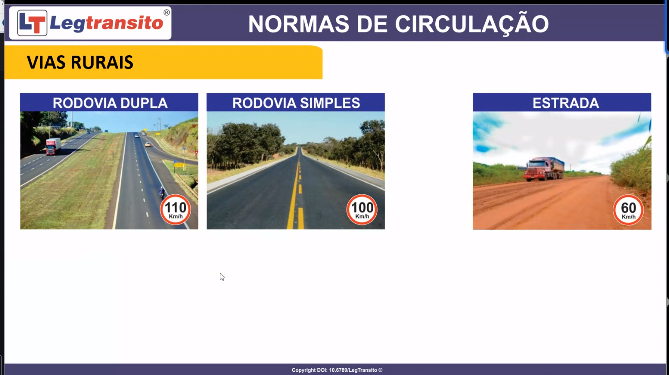 LT Legtransito®
NORMAS DE CIRCULAÇÃO
VIAS RURAIS
RODOVIA DUPLA
110
Km/h
RODOVIA SIMPLES
100
Km/h
ESTRADA
60
Km/h
Copyright DOI: 10.6789/LegTransito ©